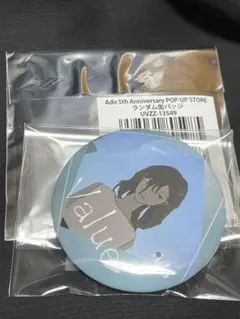 Ado 5th Anniversary POP-UP STORE
ランダム缶バッジ
UVZZ-13549
Value